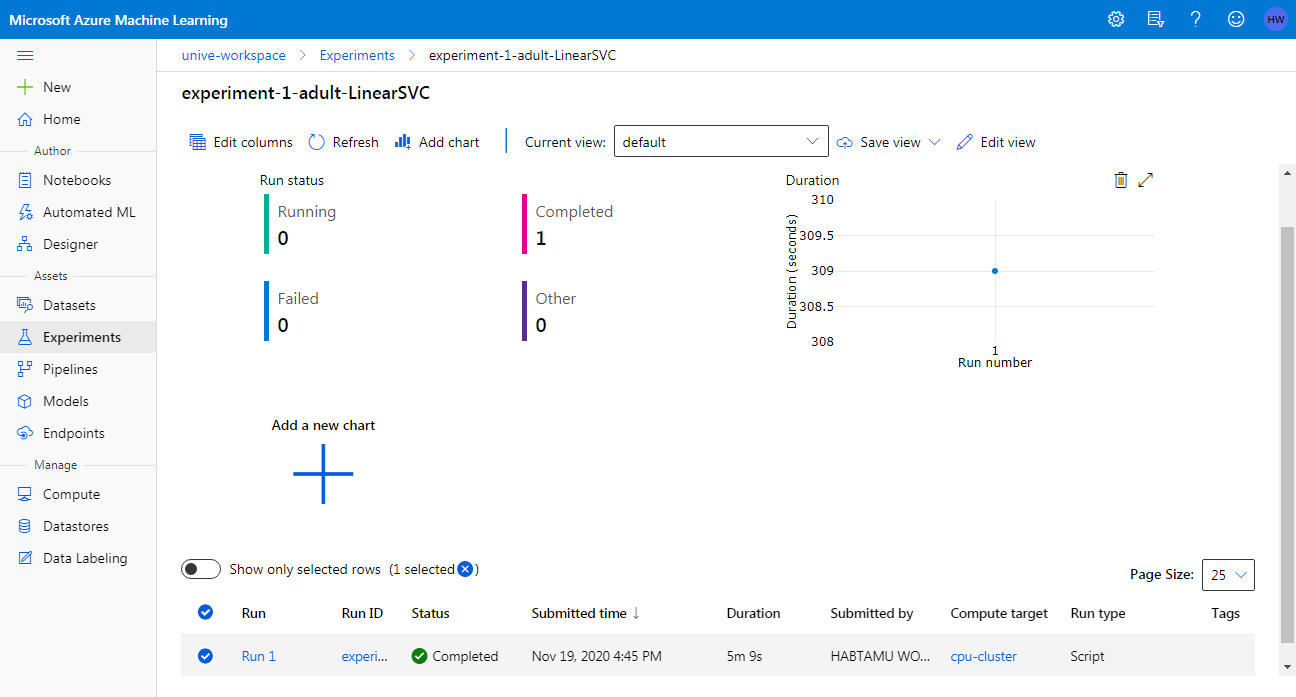 Microsoft Azure Machine Learning
HW
unive-workspace > Experiments > experiment-1-adult-LinearSVC
New
Home
Author
Notebooks
Automated ML
Designer
Assets
Datasets
Experiments
Pipelines
Models
Endpoints
Manage
Compute
Datastores
Data Labeling
experiment-1-adult-LinearSVC
Edit columns Refresh Add chart Current view: default Save view Edit view
Run status
Running
0
Completed
1
Failed
0
Other
0
Duration
Duration (seconds)
310
309.5
309
308.5
308
1
Run number
Add a new chart
Show only selected rows (1 selected )
Page Size: 25
Run Run ID Status Submitted time ↓ Duration Submitted by Compute target Run type Tags
Run 1 experi... Completed Nov 19, 2020 4:45 PM 5m 9s HABTAMU WO... cpu-cluster Script